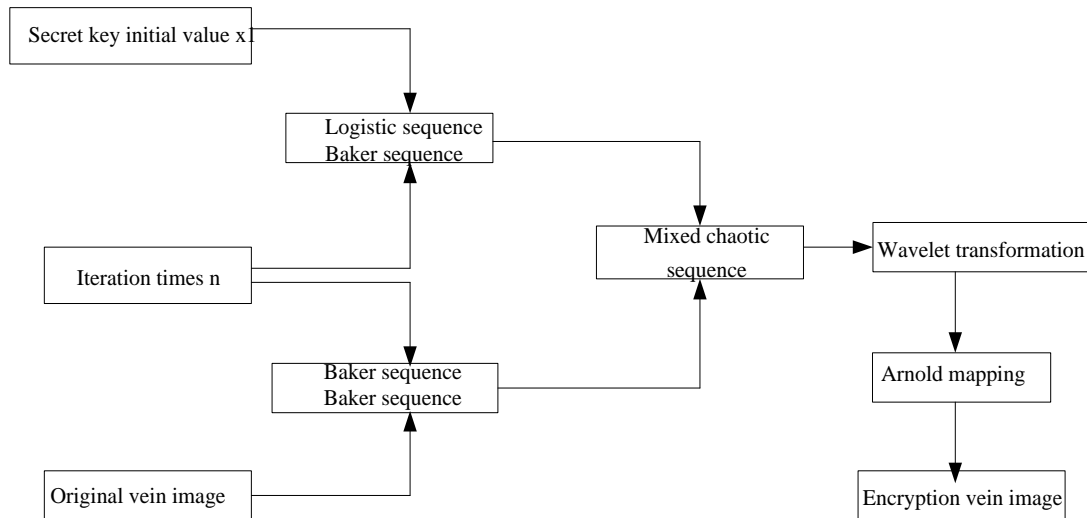 Secret key initial value x1
Logistic sequence
Baker sequence
Iteration times n
Mixed chaotic
sequence
Wavelet transformation
Baker sequence
Baker sequence
Arnold mapping
Original vein image
Encryption vein image